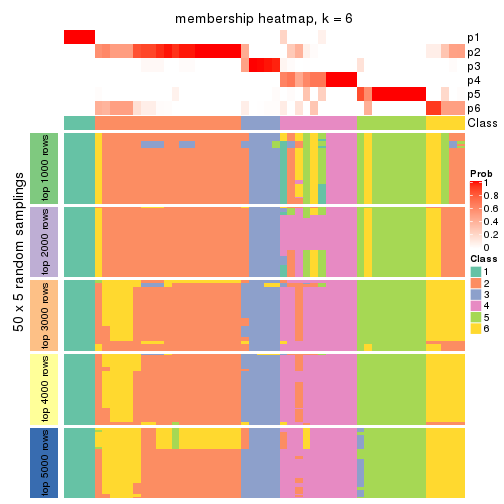 membership heatmap, k = 6
p1
p2
p3
p4
p5
p6
Class
50 x 5 random samplings
top 1000 rows
top 2000 rows
top 3000 rows
top 4000 rows
top 5000 rows
Prob
1
0.8
0.6
0.4
0.2
0
Class
1
2
3
4
5
6